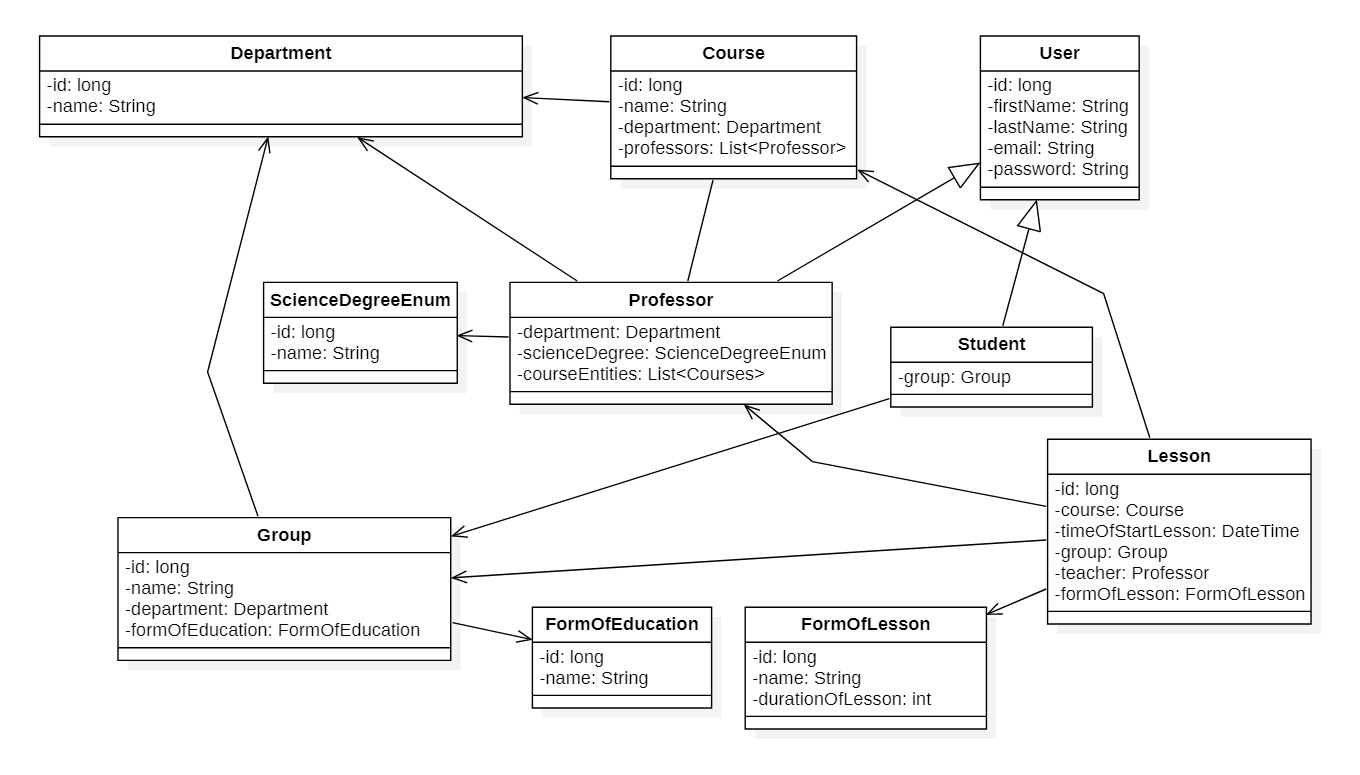 Department
-id: long
-name: String
Course
-id: long
-name: String
-department: Department
-professors: List<Professor>
User
-id: long
-firstName: String
-lastName: String
-email: String
-password: String
ScienceDegreeEnum
-id: long
-name: String
Professor
-department: Department
-scienceDegree: ScienceDegreeEnum
-courseEntities: List<Courses>
Student
-group: Group
Lesson
-id: long
-course: Course
-timeOfStartLesson: DateTime
-group: Group
-teacher: Professor
-formOfLesson: FormOfLesson
Group
-id: long
-name: String
-department: Department
-formOfEducation: FormOfEducation
FormOfEducation
-id: long
-name: String
FormOfLesson
-id: long
-name: String
-durationOfLesson: int